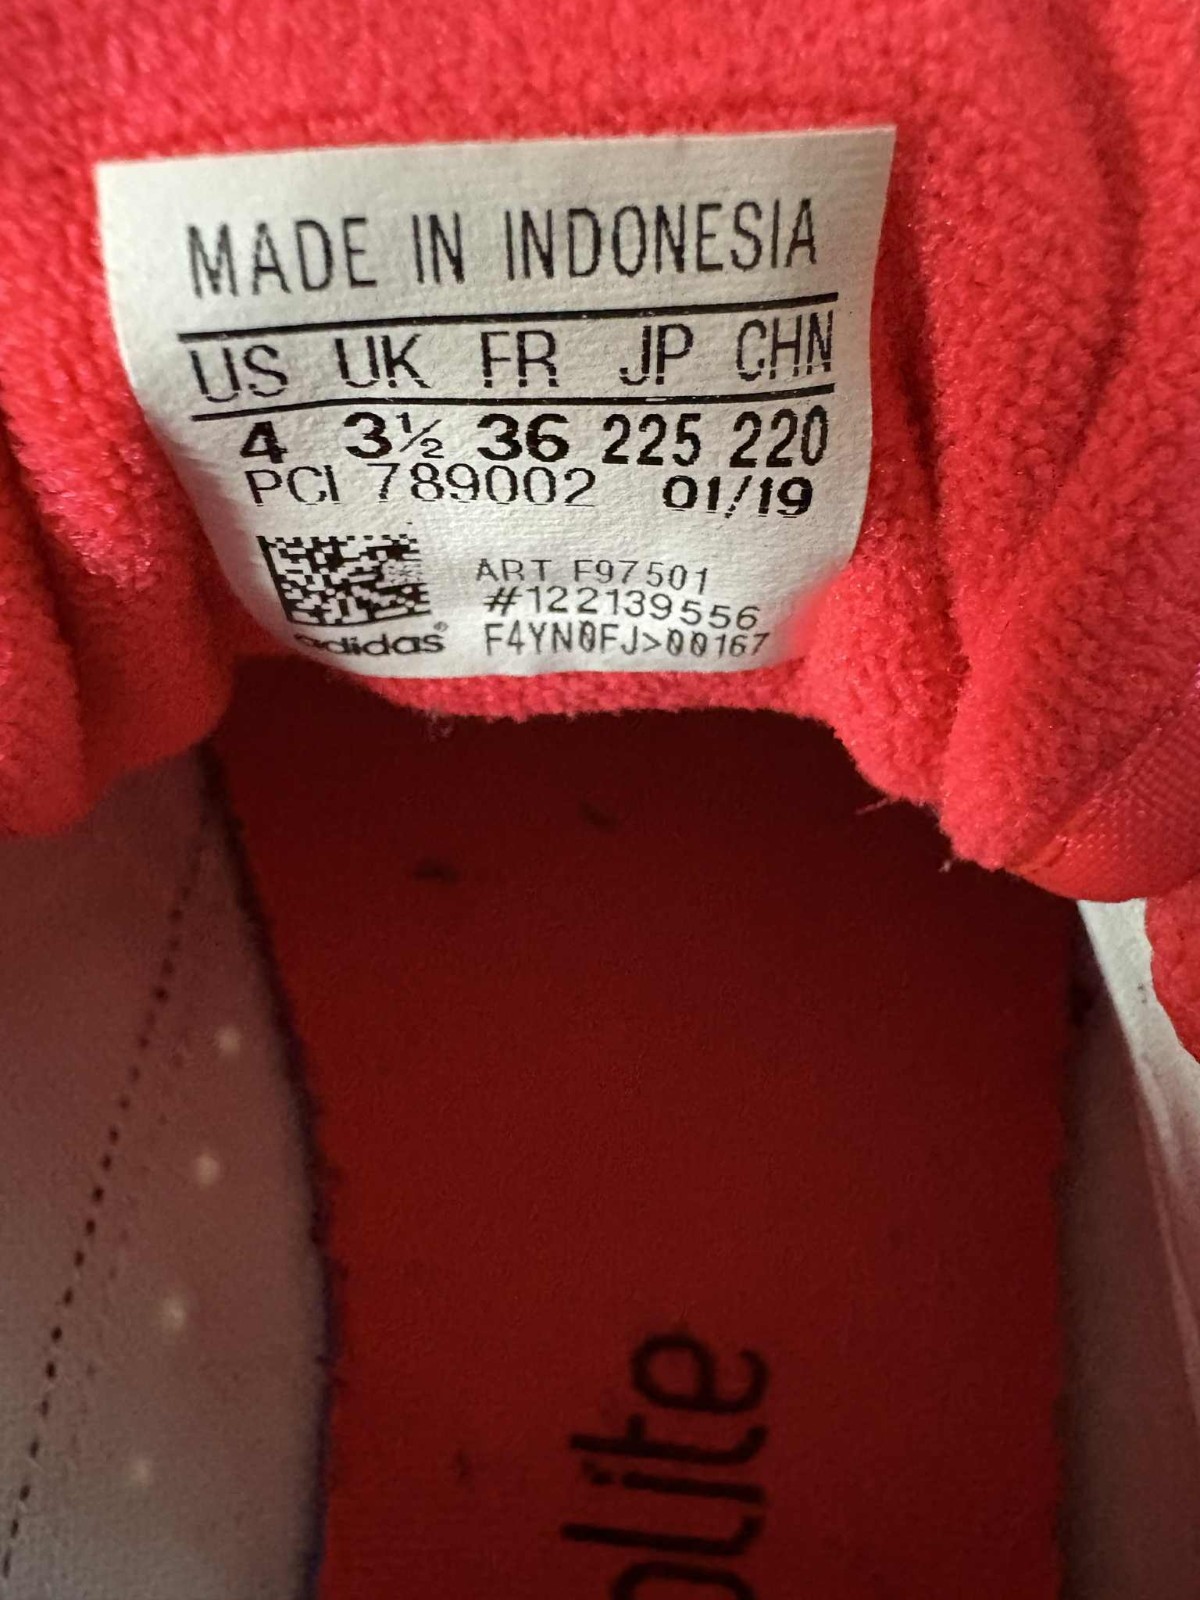 MADE IN INDONESIA
US UK FR JP CHN
4 3½ 36 225 220
PCI 789002 01/19
ART F97501
#122139556
adidas® F4YN0FJ>00167
olite